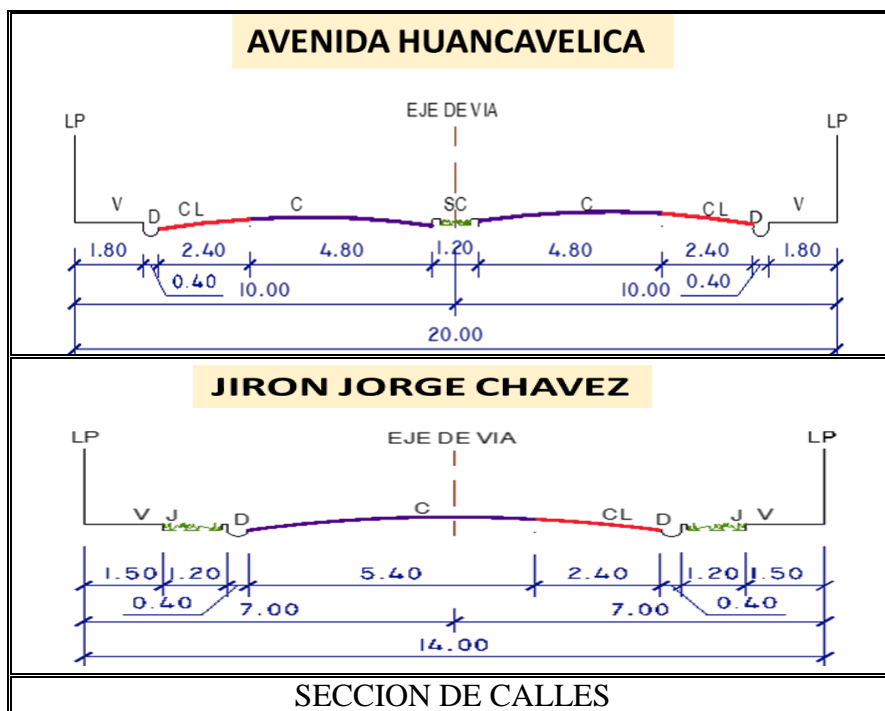 AVENIDA HUANCAVELICA
EJE DE VIA
LP LP
V D CL C SC C CL D V
1.80 2.40 4.80 1.20 4.80 2.40 1.80
0.40 0.40
10.00 10.00
20.00
JIRON JORGE CHAVEZ
LP EJE DE VIA LP
V J D C CL D J V
1.50 1.20 5.40 2.40 1.20 1.50
0.40 0.40
7.00 7.00
14.00
SECCION DE CALLES